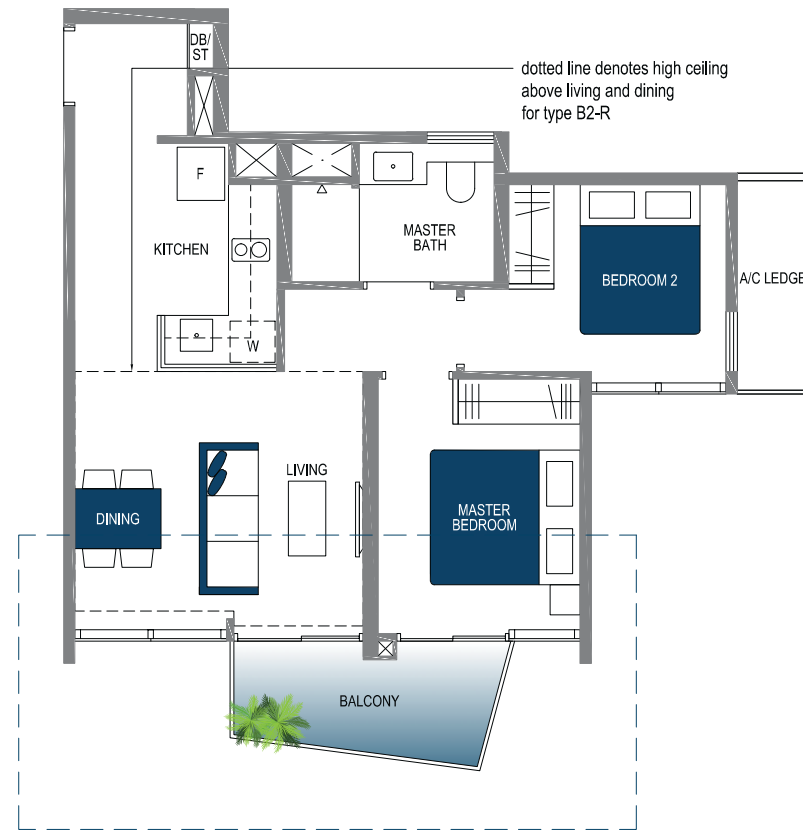 DB/
ST
dotted line denotes high ceiling
above living and dining
for type B2-R
F
KITCHEN
MASTER
BATH
BEDROOM 2
A/C LEDGE
W
LIVING
DINING
MASTER
BEDROOM
BALCONY